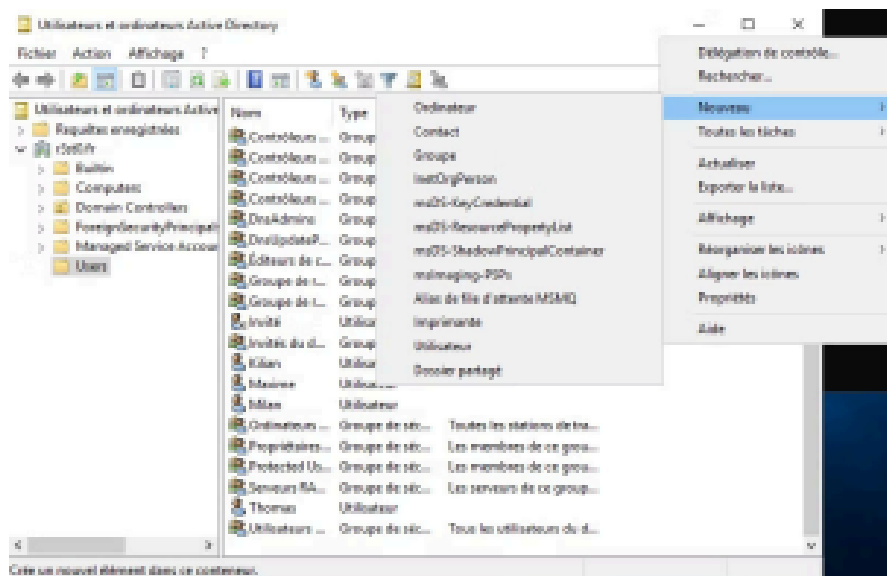 Utilisateurs et ordinateurs Active Directory
Fichier Action Affichage ?
Utilisateurs et ordinateurs Active
Requêtes enregistrées
Builtin
Computers
Domain Controllers
ForeignSecurityPrincipal
Managed Service Accour
Users
Nom Type
Contrôleurs ... Group
Contrôleurs ... Group
Contrôleurs ... Group
Contrôleurs ... Group
DnsAdmins Group
DnsUpdateP... Group
Éditeurs de c... Group
Groupe de r... Group
Groupe de r... Group
Invité Utilisa
Invités du d... Group
Kilian Utilisa
Maxime Utilisateur
Milan Utilisateur
Ordinateurs ... Groupe de séc... Toutes les stations de tra...
Propriétaires... Groupe de séc... Les membres de ce grou...
Protected Us... Groupe de séc... Les membres de ce grou...
Serveurs RA... Groupe de séc... Les serveurs de ce group...
Thomas Utilisateur
Utilisateurs ... Groupe de séc... Tous les utilisateurs du d...
Ordinateur
Contact
Groupe
InetOrgPerson
msDS-KeyCredential
msDS-ResourcePropertyList
msDS-ShadowPrincipalContainer
msImaging-PSPs
Alias de file d'attente MSMQ
Imprimante
Utilisateur
Dossier partagé
Délégation de contrôle...
Rechercher...
Nouveau
Toutes les tâches
Actualiser
Exporter la liste...
Affichage
Réorganiser les icônes
Aligner les icônes
Propriétés
Aide
Crée un nouvel élément dans ce conteneur.